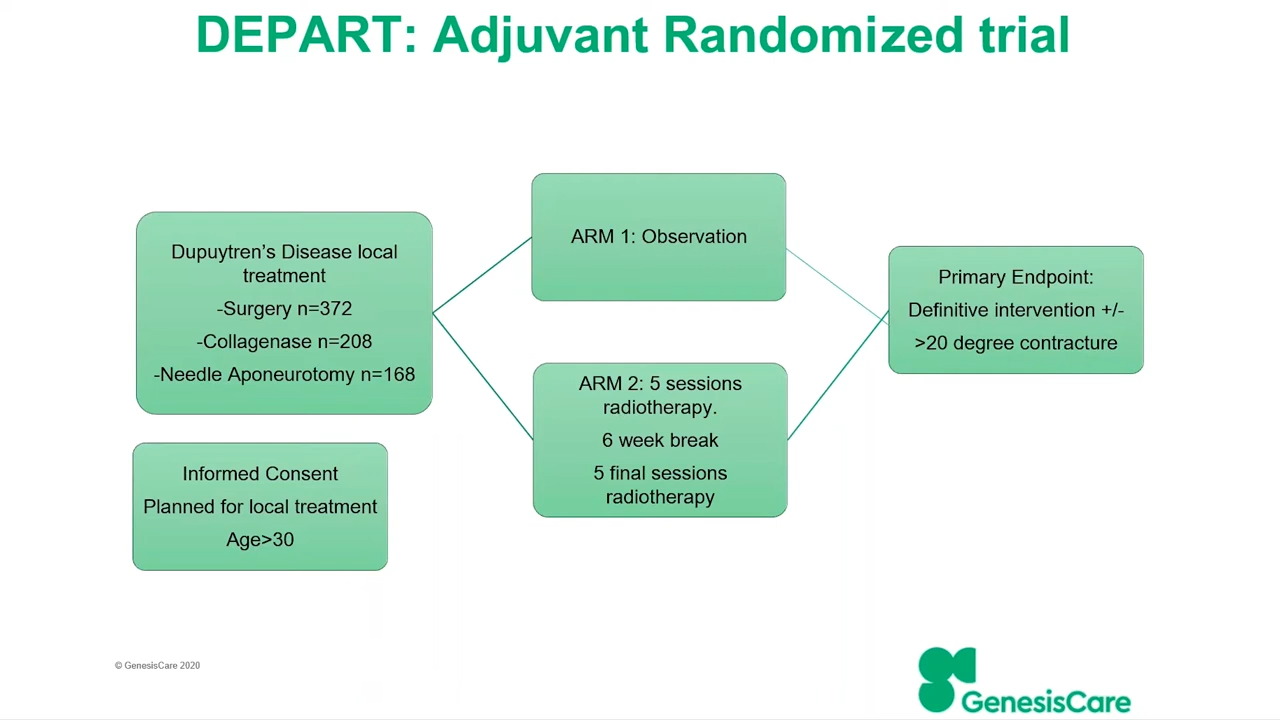 DEPART: Adjuvant Randomized trial
Dupuytren’s Disease local
treatment
-Surgery n=372
-Collagenase n=208
-Needle Aponeurotomy n=168
Informed Consent
Planned for local treatment
Age>30
ARM 1: Observation
ARM 2: 5 sessions
radiotherapy.
6 week break
5 final sessions
radiotherapy
Primary Endpoint:
Definitive intervention +/-
>20 degree contracture
© GenesisCare 2020
GenesisCare